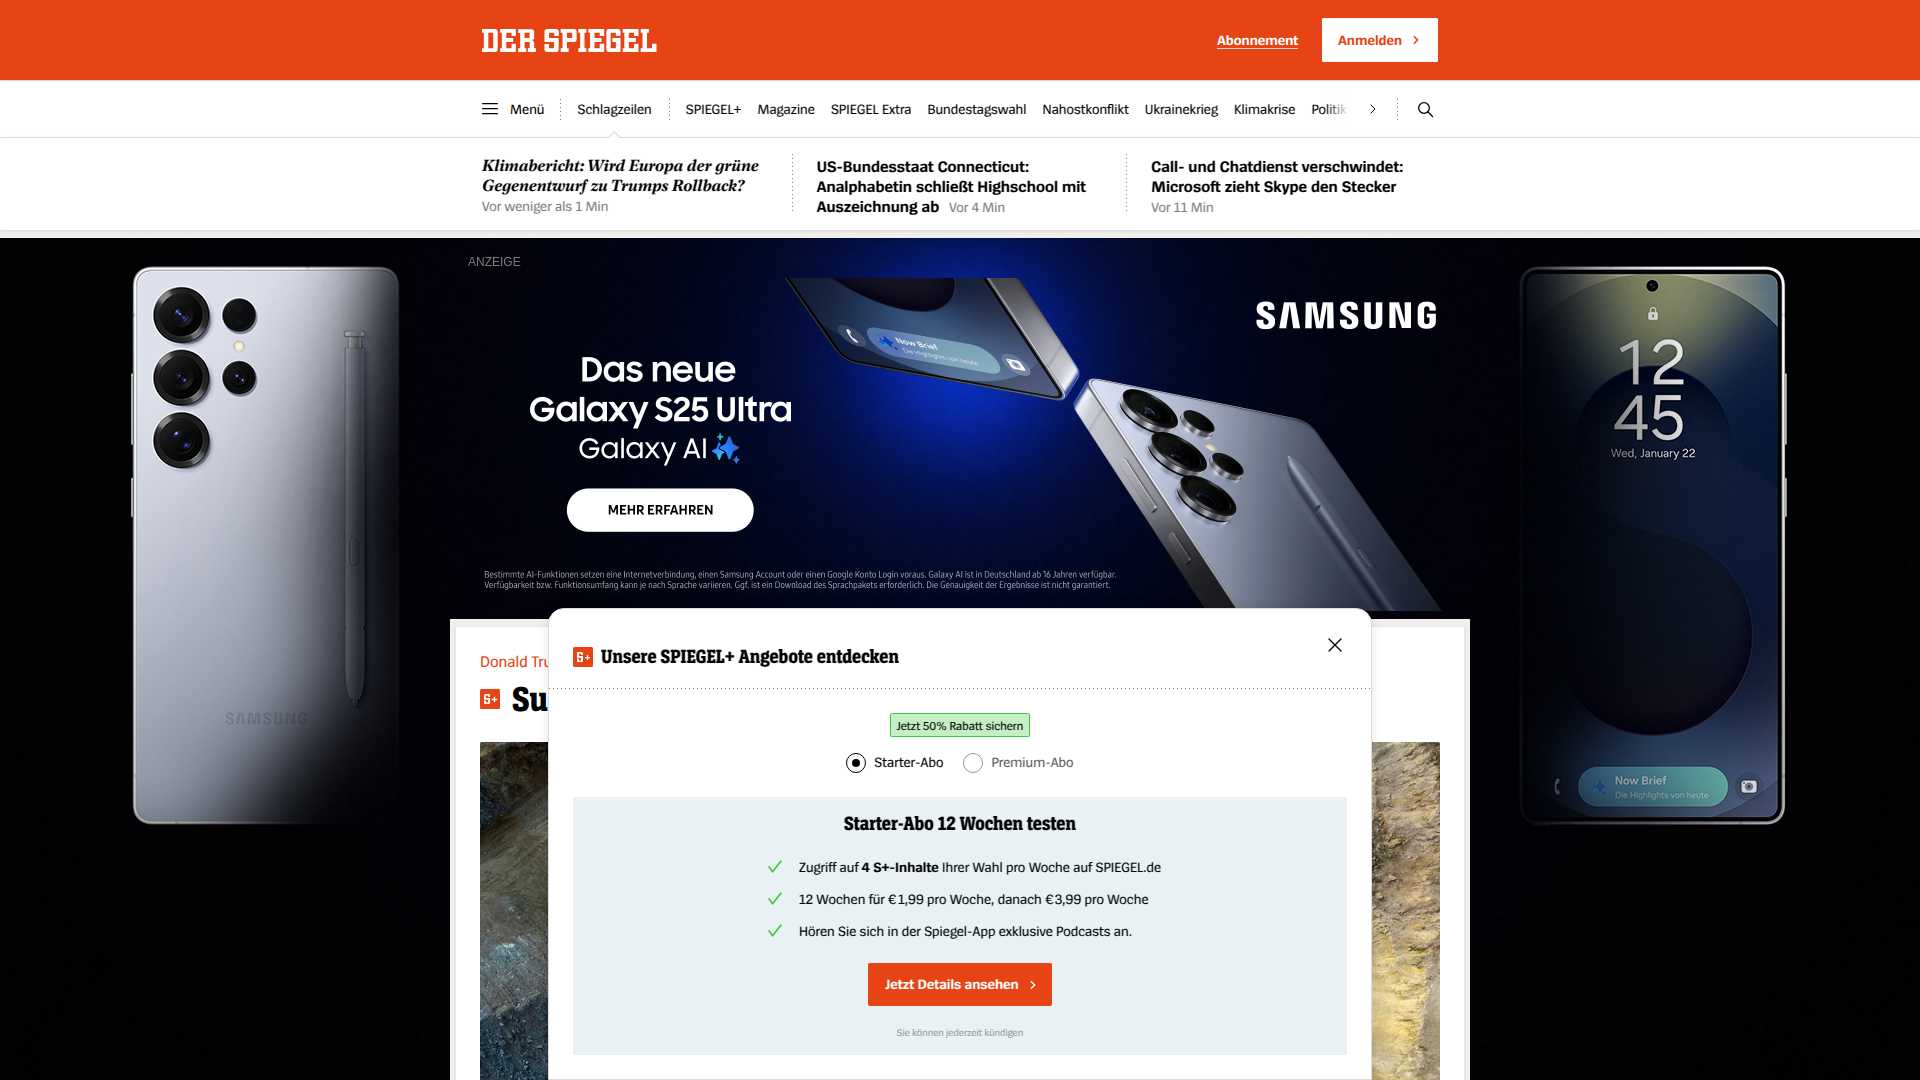 DER SPIEGEL
Abonnement
Anmelden
Menü
Schlagzeilen
SPIEGEL+
Magazine
SPIEGEL Extra
Bundestagswahl
Nahostkonflikt
Ukrainekrieg
Klimakrise
Politik
Klimabericht: Wird Europa der grüne
Gegenentwurf zu Trumps Rollback?
Vor weniger als 1 Min
US-Bundesstaat Connecticut:
Analphabetin schließt Highschool mit
Auszeichnung ab Vor 4 Min
Call- und Chatdienst verschwindet:
Microsoft zieht Skype den Stecker
Vor 11 Min
ANZEIGE
SAMSUNG
Now Brief
Die Highlights von heute
Das neue
Galaxy S25 Ultra
Galaxy AI
MEHR ERFAHREN
Bestimmte AI-Funktionen setzen eine Internetverbindung, einen Samsung Account oder einen Google Konto Login voraus. Galaxy AI ist in Deutschland ab 16 Jahren verfügbar.
Verfügbarkeit bzw. Funktionsumfang kann je nach Sprache variieren. Ggf. ist ein Download des Sprachpakets erforderlich. Die Genauigkeit der Ergebnisse ist nicht garantiert.
SAMSUNG
12
45
Wed, January 22
Now Brief
Die Highlights von heute
Donald Tru
S+ Su
S+ Unsere SPIEGEL+ Angebote entdecken
Jetzt 50% Rabatt sichern
Starter-Abo
Premium-Abo
Starter-Abo 12 Wochen testen
Zugriff auf 4 S+-Inhalte Ihrer Wahl pro Woche auf SPIEGEL.de
12 Wochen für €1,99 pro Woche, danach €3,99 pro Woche
Hören Sie sich in der Spiegel-App exklusive Podcasts an.
Jetzt Details ansehen
Sie können jederzeit kündigen